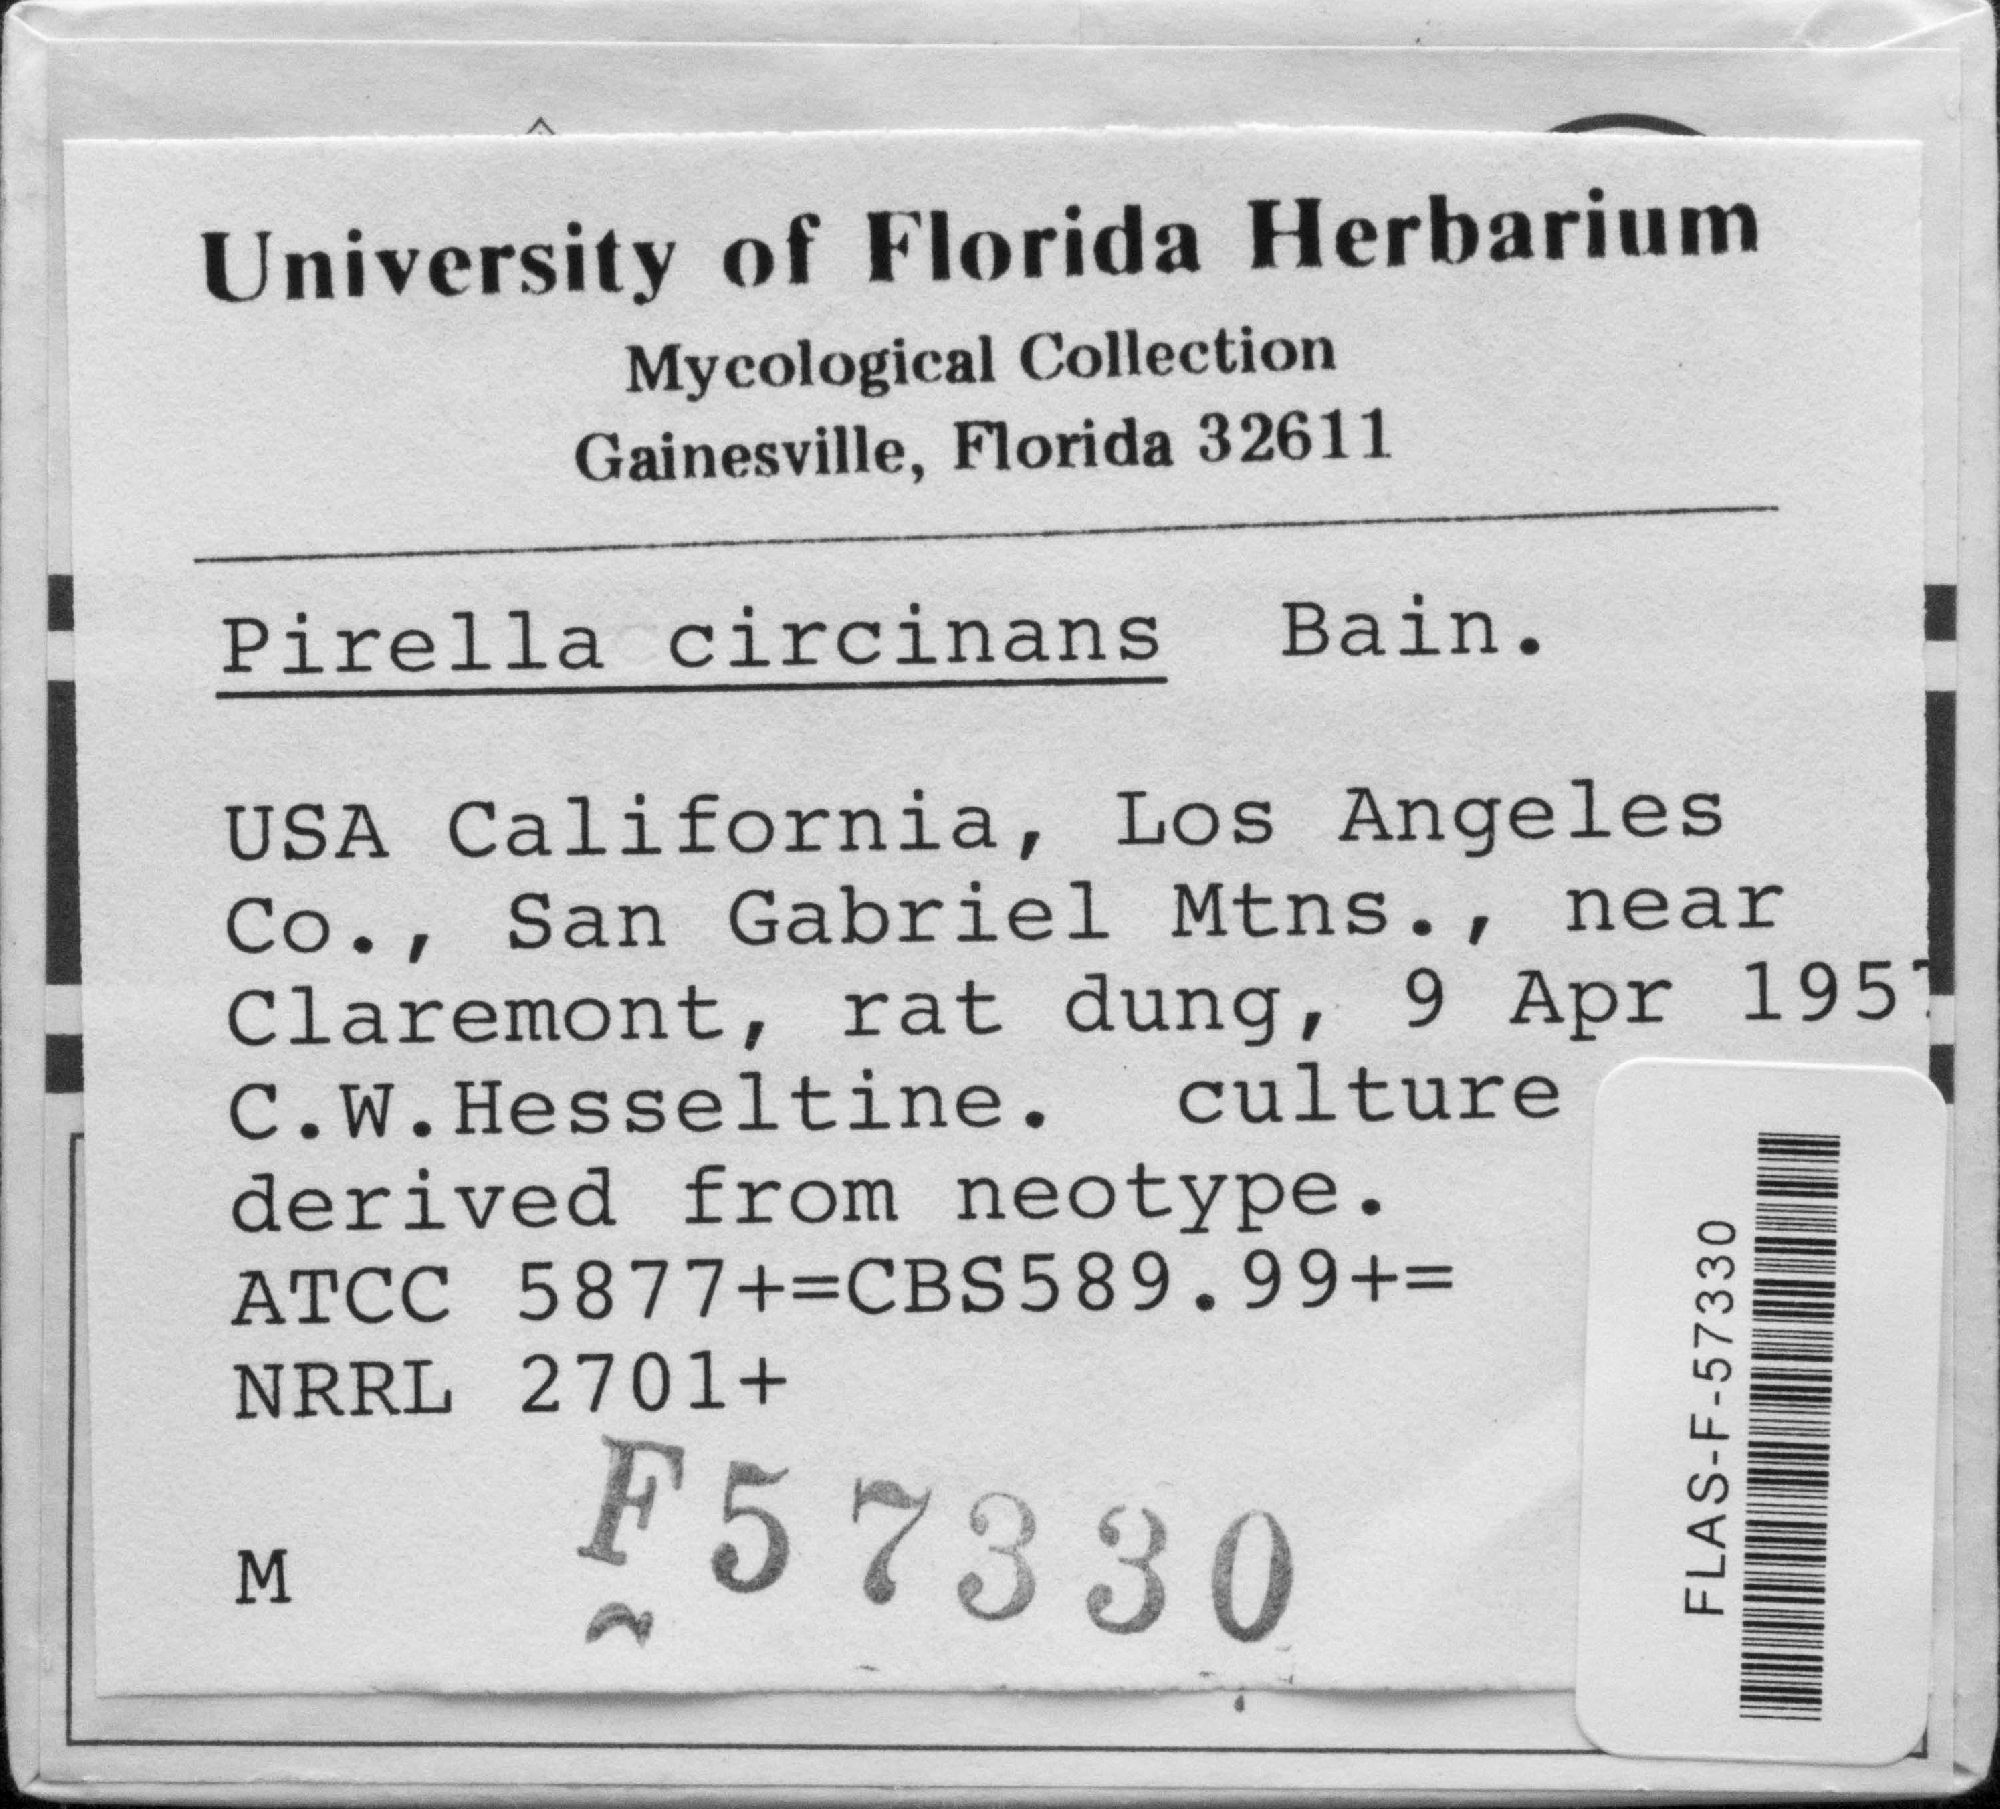 University of Florida Herbarium
Mycological Collection
Gainesville, Florida 32611
Pirella circinans Bain.
USA California, Los Angeles
Co., San Gabriel Mtns., near
Claremont, rat dung, 9 Apr 1957
C.W.Hesseltine. culture
derived from neotype.
ATCC 5877+=CBS589.99+=
NRRL 2701+
M
F57330
FLAS-F-57330